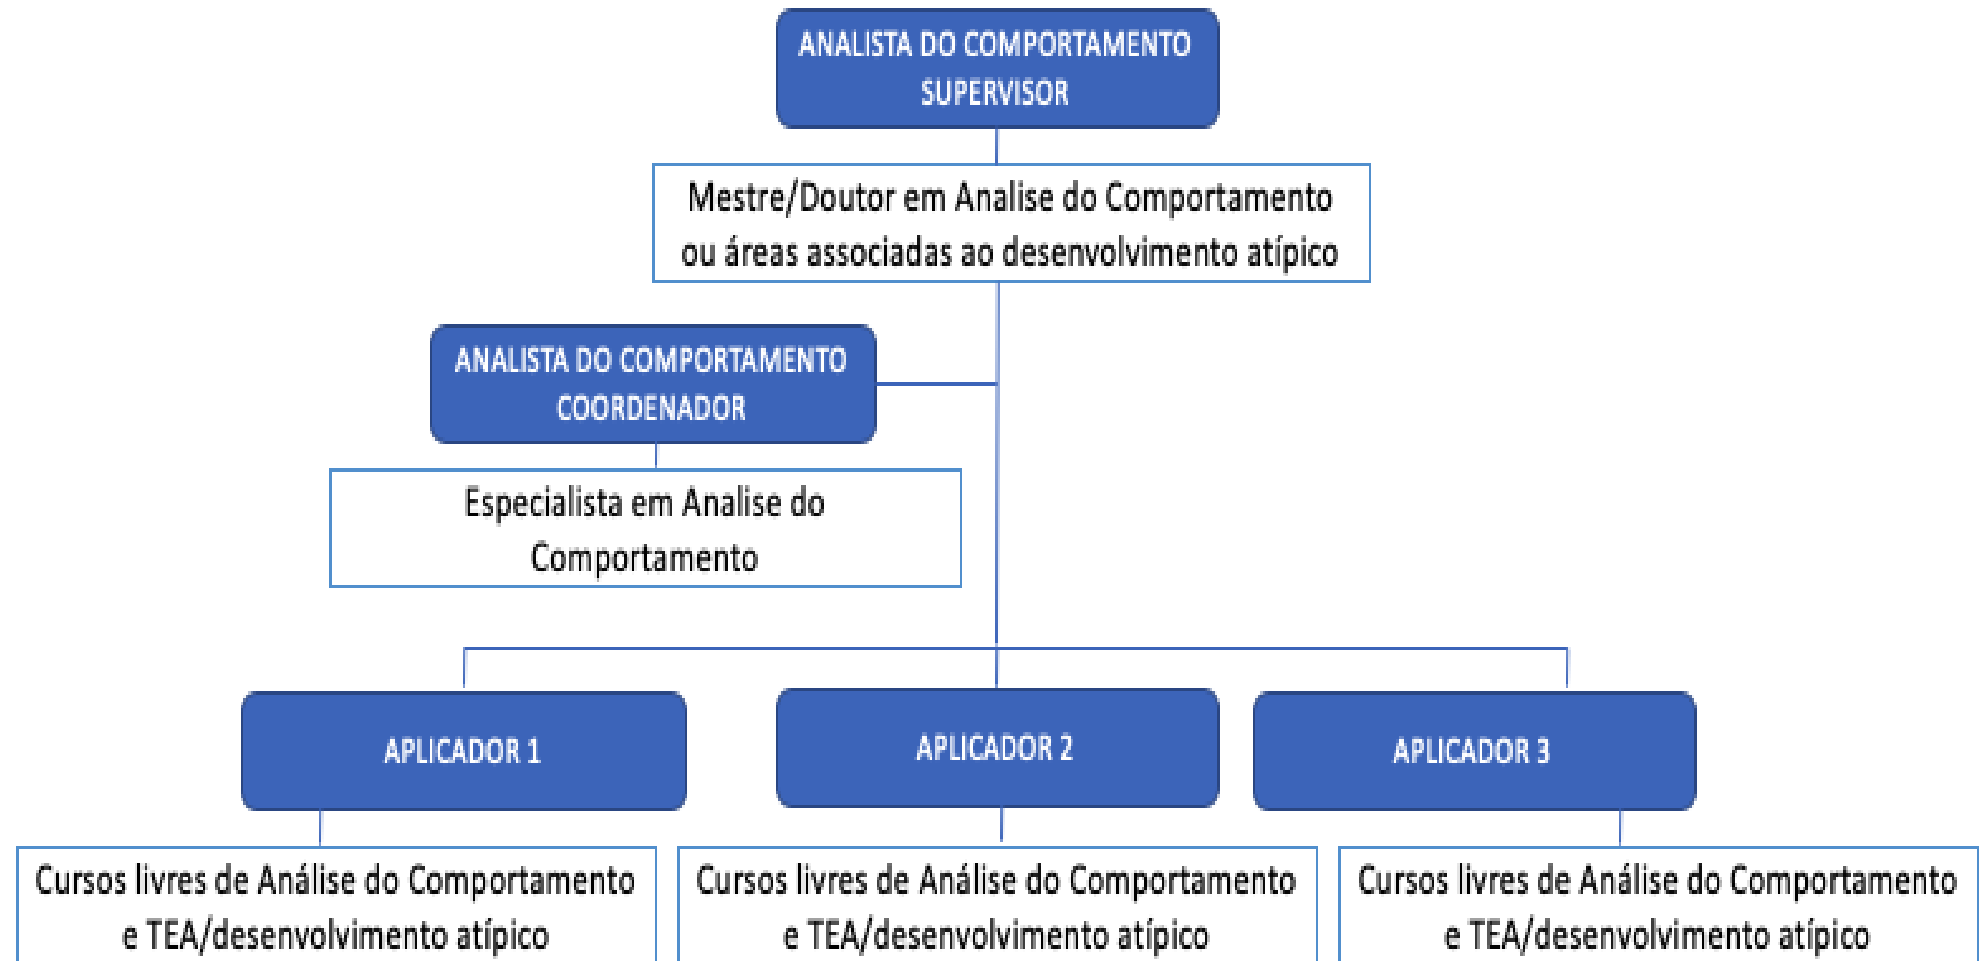 ANALISTA DO COMPORTAMENTO
SUPERVISOR
Mestre/Doutor em Analise do Comportamento
ou áreas associadas ao desenvolvimento atípico
ANALISTA DO COMPORTAMENTO
COORDENADOR
Especialista em Analise do
Comportamento
APLICADOR 1
APLICADOR 2
APLICADOR 3
Cursos livres de Análise do Comportamento
e TEA/desenvolvimento atípico
Cursos livres de Análise do Comportamento
e TEA/desenvolvimento atípico
Cursos livres de Análise do Comportamento
e TEA/desenvolvimento atípico